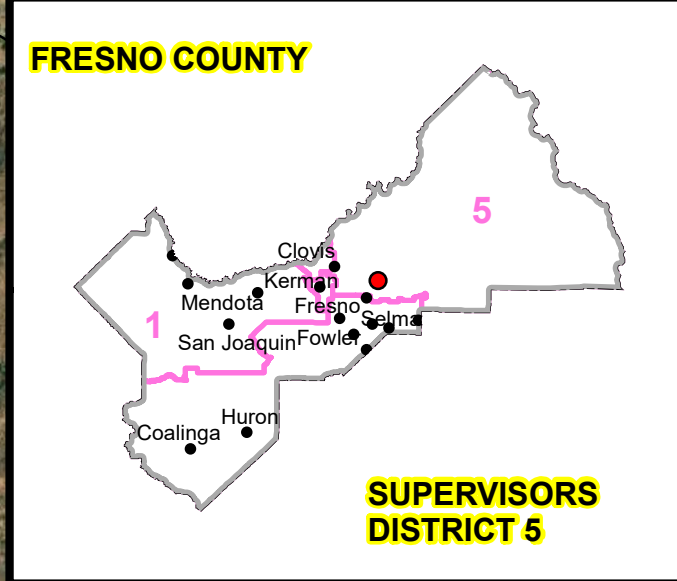 FRESNO COUNTY
5
Clovis
Kerman
Mendota
Fresno
1
Selma
San Joaquin
Fowler
Huron
Coalinga
SUPERVISORS
DISTRICT 5